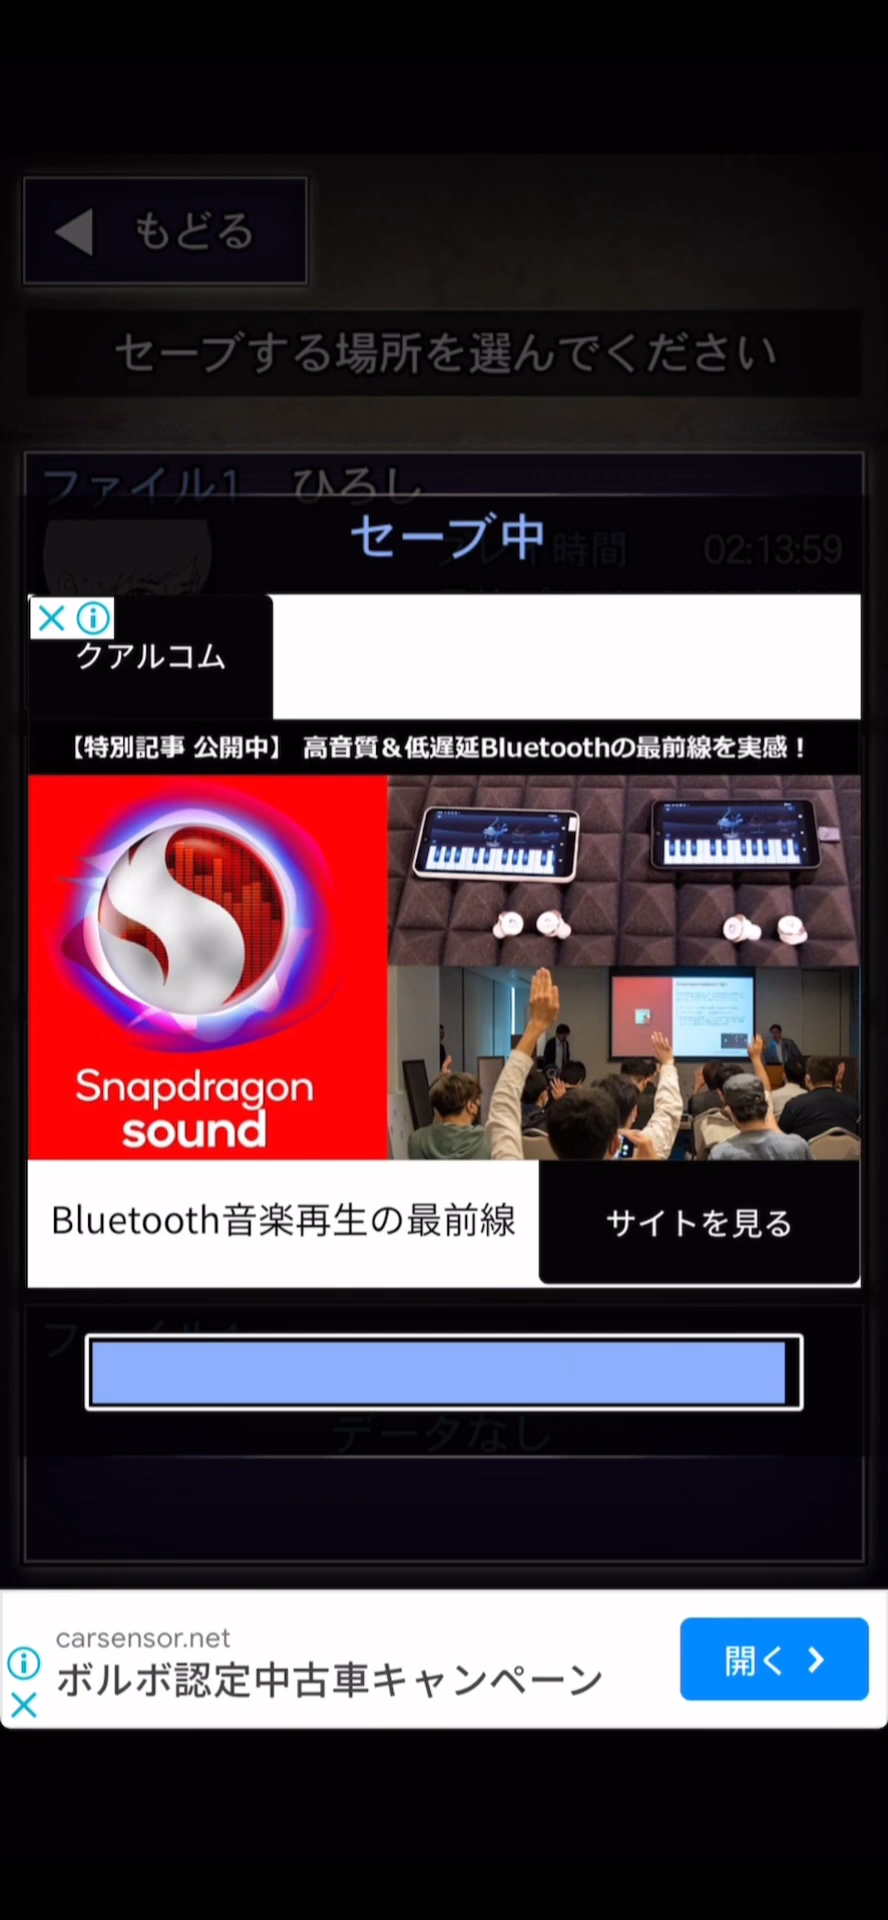 もどる
セーブする場所を選んでください
ファイル1 ひろし
セーブ中
プレイ時間 02:13:59
クアルコム
【特別記事 公開中】 高音質＆低遅延Bluetoothの最前線を実感！
Snapdragon
sound
Bluetooth音楽再生の最前線
サイトを見る
データなし
carsensor.net
ボルボ認定中古車キャンペーン
開く